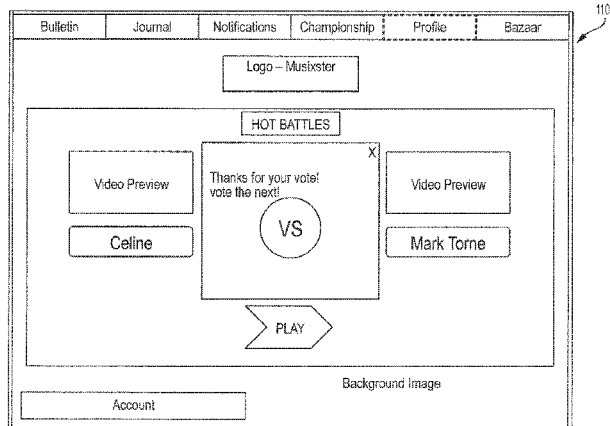 110
Bulletin Journal Notifications Championship Profile Bazaar
Logo – Musixster
HOT BATTLES
X
Thanks for your vote!
vote the next!
Video Preview
Video Preview
VS
Celine
Mark Torne
PLAY
Background Image
Account